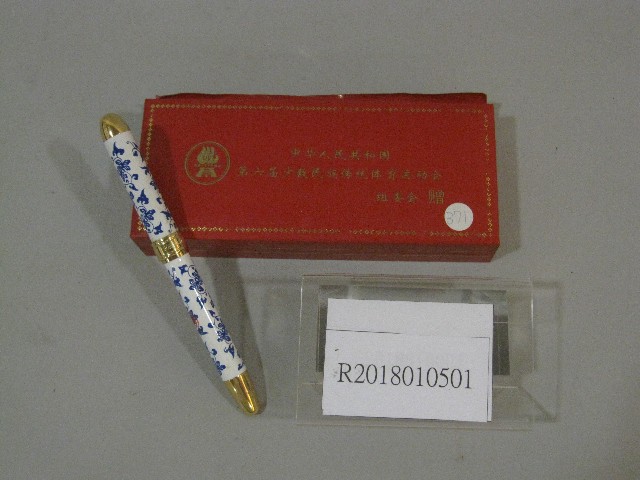 中华人民共和国
第六届少数民族传统体育运动会
组委会 赠
371
R2018010501